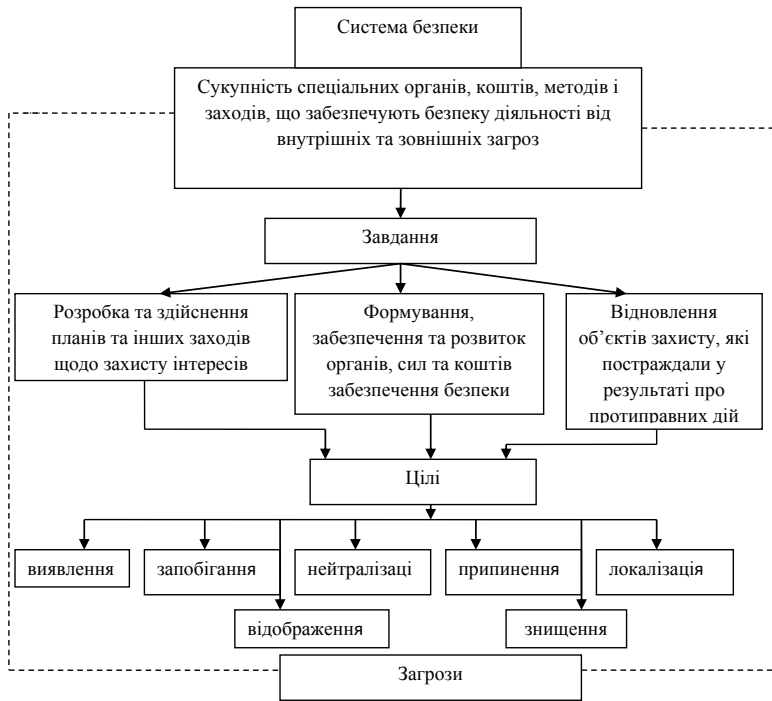 Система безпеки
Сукупність спеціальних органів, коштів, методів і
заходів, що забезпечують безпеку діяльності від
внутрішніх та зовнішніх загроз
Завдання
Розробка та здійснення
планів та інших заходів
щодо захисту інтересів
Формування,
забезпечення та розвиток
органів, сил та коштів
забезпечення безпеки
Відновлення
об’єктів захисту, які
постраждали у
результаті про
протиправних дій
Цілі
виявлення
запобігання
нейтралізаці
припинення
локалізація
відображення
знищення
Загрози